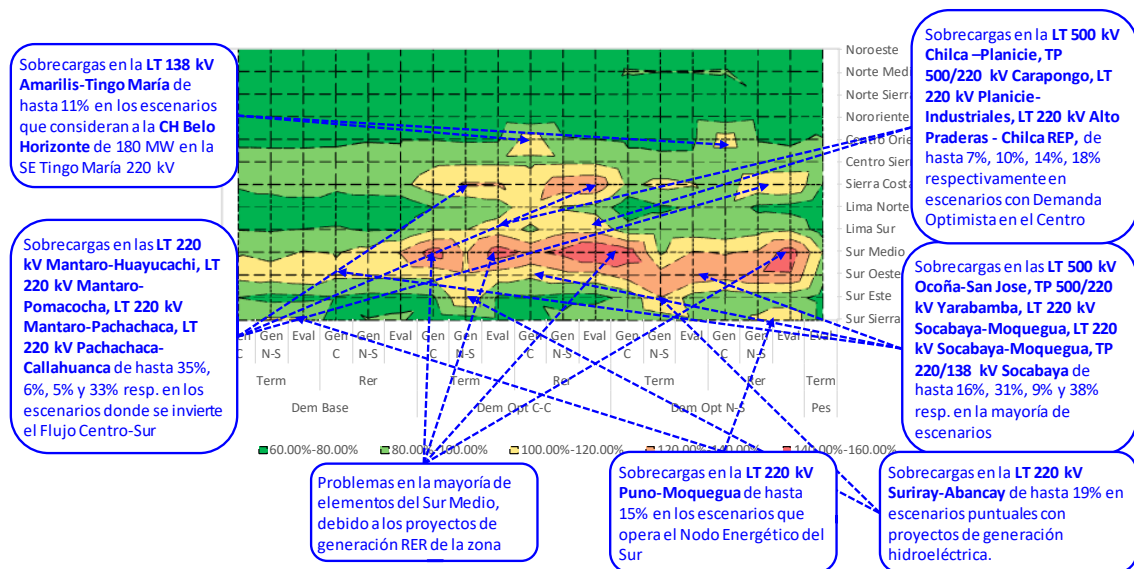 Sobrecargas en la LT 138 kV
Amarilis-Tingo María de
hasta 11% en los escenarios
que consideran a la CH Belo
Horizonte de 180 MW en la
SE Tingo María 220 kV
Sobrecargas en las LT 220
kV Mantaro-Huayucachi, LT
220 kV Mantaro-
Pomacocha, LT 220 kV
Mantaro-Pachachaca, LT
220 kV Pachachaca-
Callahuanca de hasta 35%,
6%, 5% y 33% resp. en los
escenarios donde se invierte
el Flujo Centro-Sur
Noroeste
Norte Medi
Norte Sierra
Nororiente
Centro Orie
Centro Sierr
Sierra Costa
Lima Norte
Lima Sur
Sur Medio
Sur Oeste
Sur Este
Sur Sierra
Sobrecargas en la LT 500 kV
Chilca –Planicie, TP
500/220 kV Carapongo, LT
220 kV Planicie-
Industriales, LT 220 kV Alto
Praderas - Chilca REP, de
hasta 7%, 10%, 14%, 18%
respectivamente en
escenarios con Demanda
Optimista en el Centro
Sobrecargas en las LT 500 kV
Ocoña-San Jose, TP 500/220
kV Yarabamba, LT 220 kV
Socabaya-Moquegua, LT 220
kV Socabaya-Moquegua, TP
220/138 kV Socabaya de
hasta 16%, 31%, 9% y 38%
resp. en la mayoría de
escenarios
Gen N-S Eval Gen C Gen N-S Eval Gen C Gen N-S Eval Gen C Gen N-S Eval Gen C Gen N-S Eval Gen C Gen N-S Eval
Term Rer Term Rer Term Rer Term
Dem Base Dem Opt C-C Dem Opt N-S Pes
60.00%-80.00% 80.00%-100.00% 100.00%-120.00% 140.00%-160.00%
Problemas en la mayoría de
elementos del Sur Medio,
debido a los proyectos de
generación RER de la zona
Sobrecargas en la LT 220 kV
Puno-Moquegua de hasta
15% en los escenarios que
opera el Nodo Energético del
Sur
Sobrecargas en la LT 220 kV
Suriray-Abancay de hasta 19% en
escenarios puntuales con
proyectos de generación
hidroeléctrica.